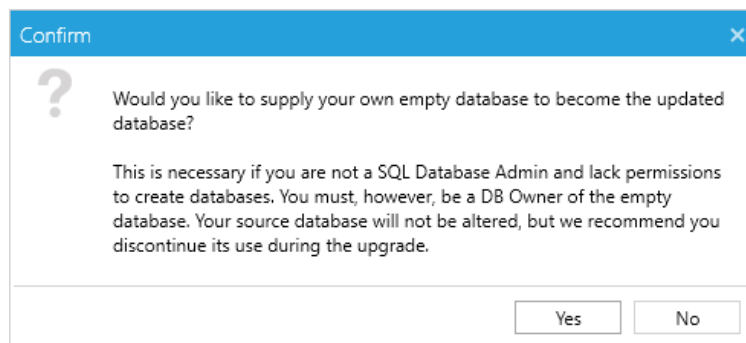 Confirm
Would you like to supply your own empty database to become the updated
database?
This is necessary if you are not a SQL Database Admin and lack permissions
to create databases. You must, however, be a DB Owner of the empty
database. Your source database will not be altered, but we recommend you
discontinue its use during the upgrade.
Yes
No